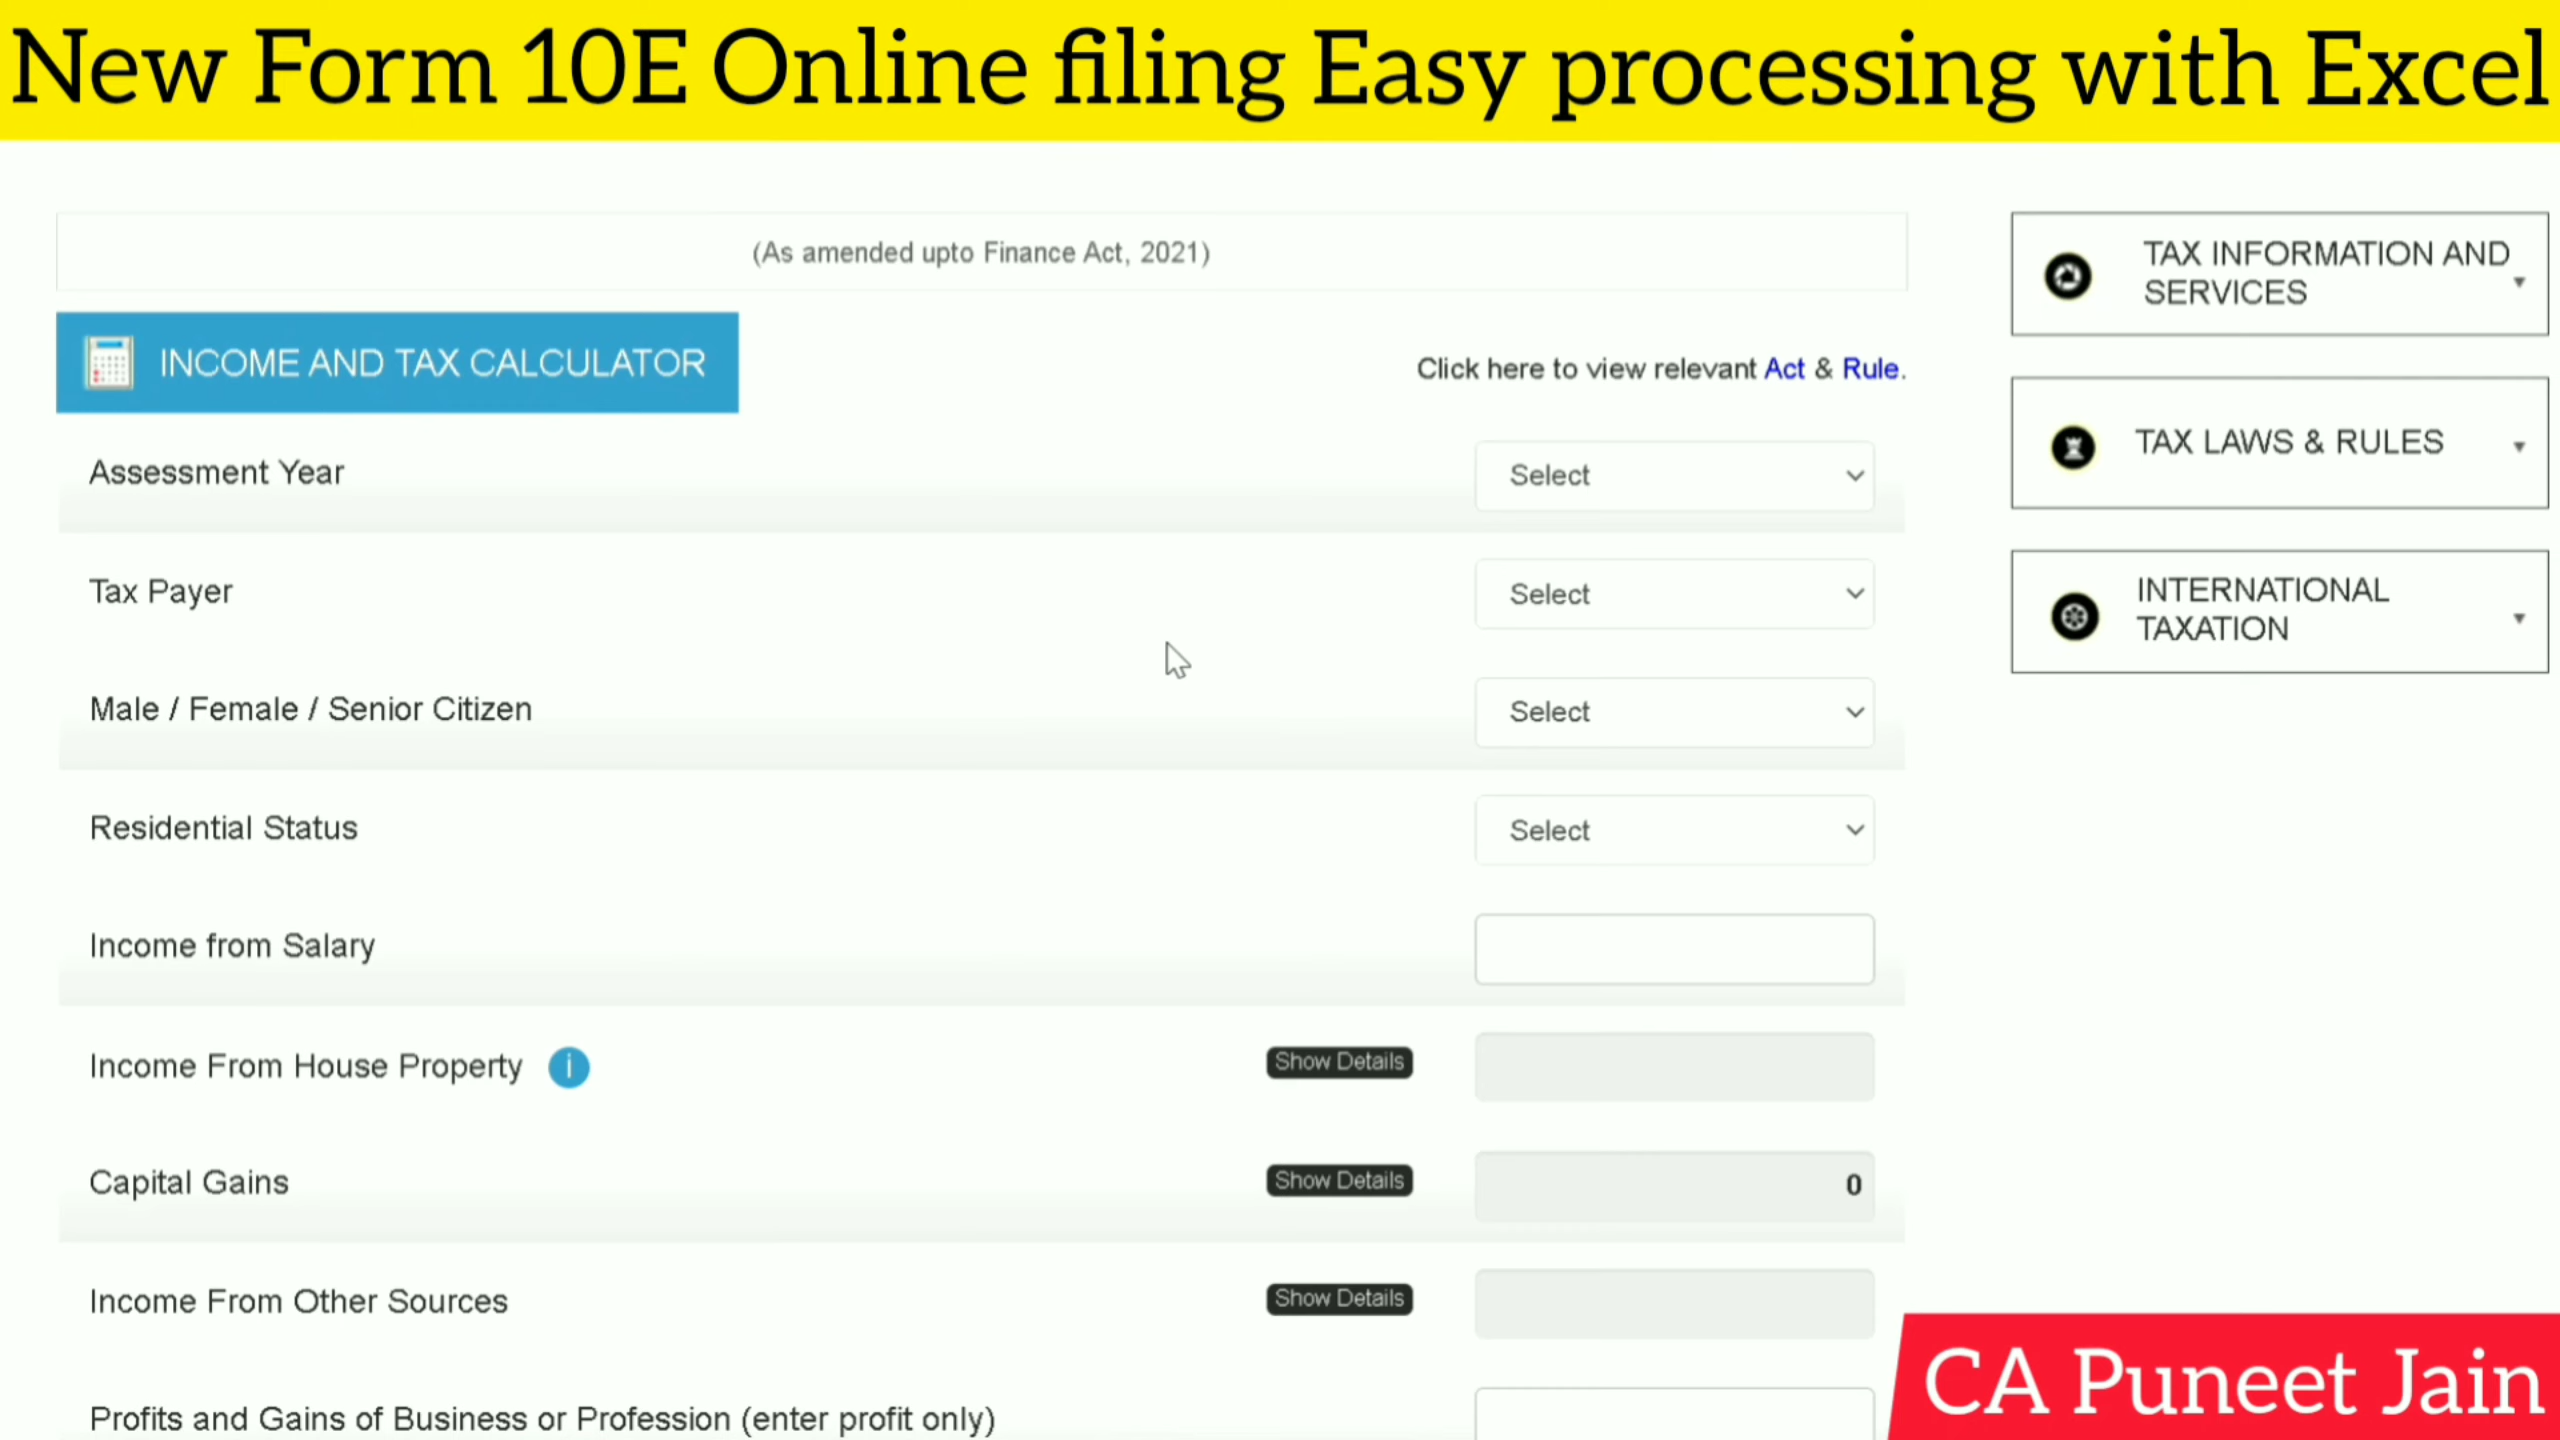 New Form 10E Online filing Easy processing with Excel
(As amended upto Finance Act, 2021)
INCOME AND TAX CALCULATOR
Click here to view relevant Act & Rule.
Assessment Year
Select
Tax Payer
Select
Male / Female / Senior Citizen
Select
Residential Status
Select
Income from Salary
Income From House Property i
Show Details
Capital Gains
Show Details
0
Income From Other Sources
Show Details
Profits and Gains of Business or Profession (enter profit only)
TAX INFORMATION AND
SERVICES
TAX LAWS & RULES
INTERNATIONAL
TAXATION
CA Puneet Jain